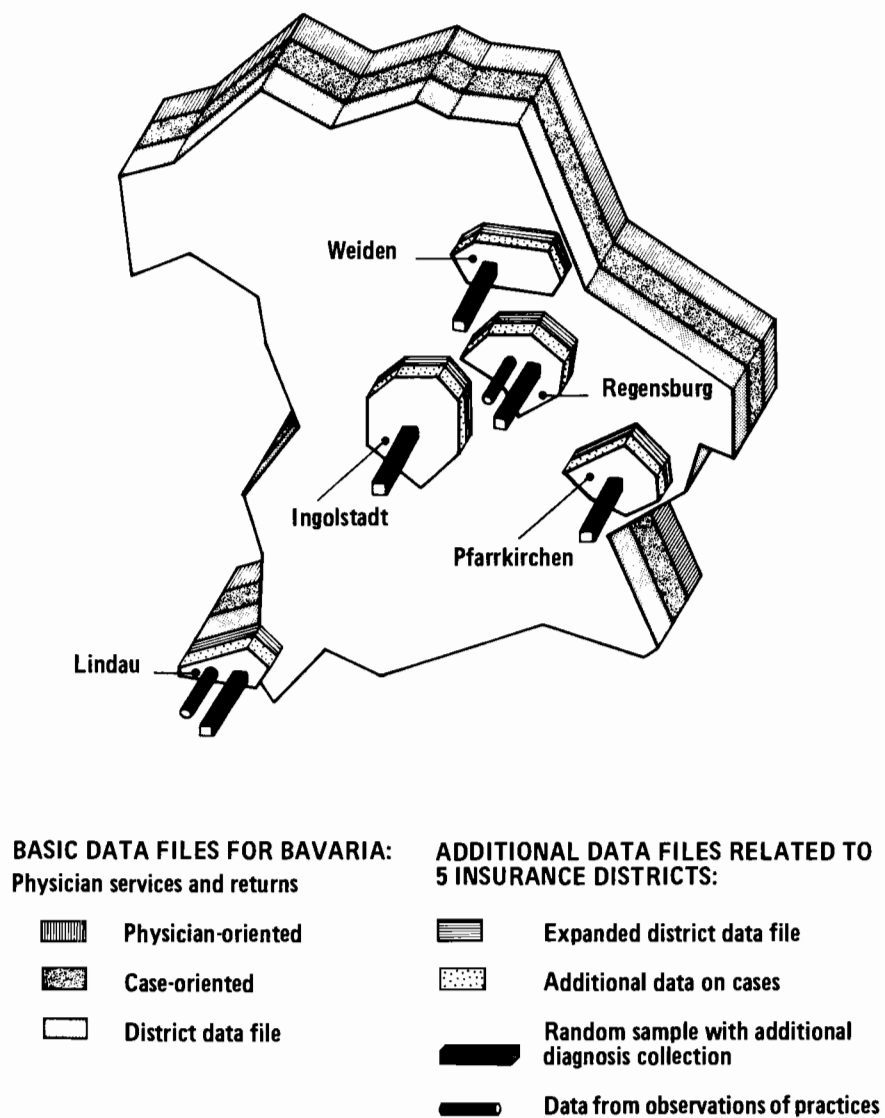 Weiden
Regensburg
Ingolstadt
Pfarrkirchen
Lindau
BASIC DATA FILES FOR BAVARIA:
Physician services and returns
Physician-oriented
Case-oriented
District data file
ADDITIONAL DATA FILES RELATED TO
5 INSURANCE DISTRICTS:
Expanded district data file
Additional data on cases
Random sample with additional
diagnosis collection
Data from observations of practices